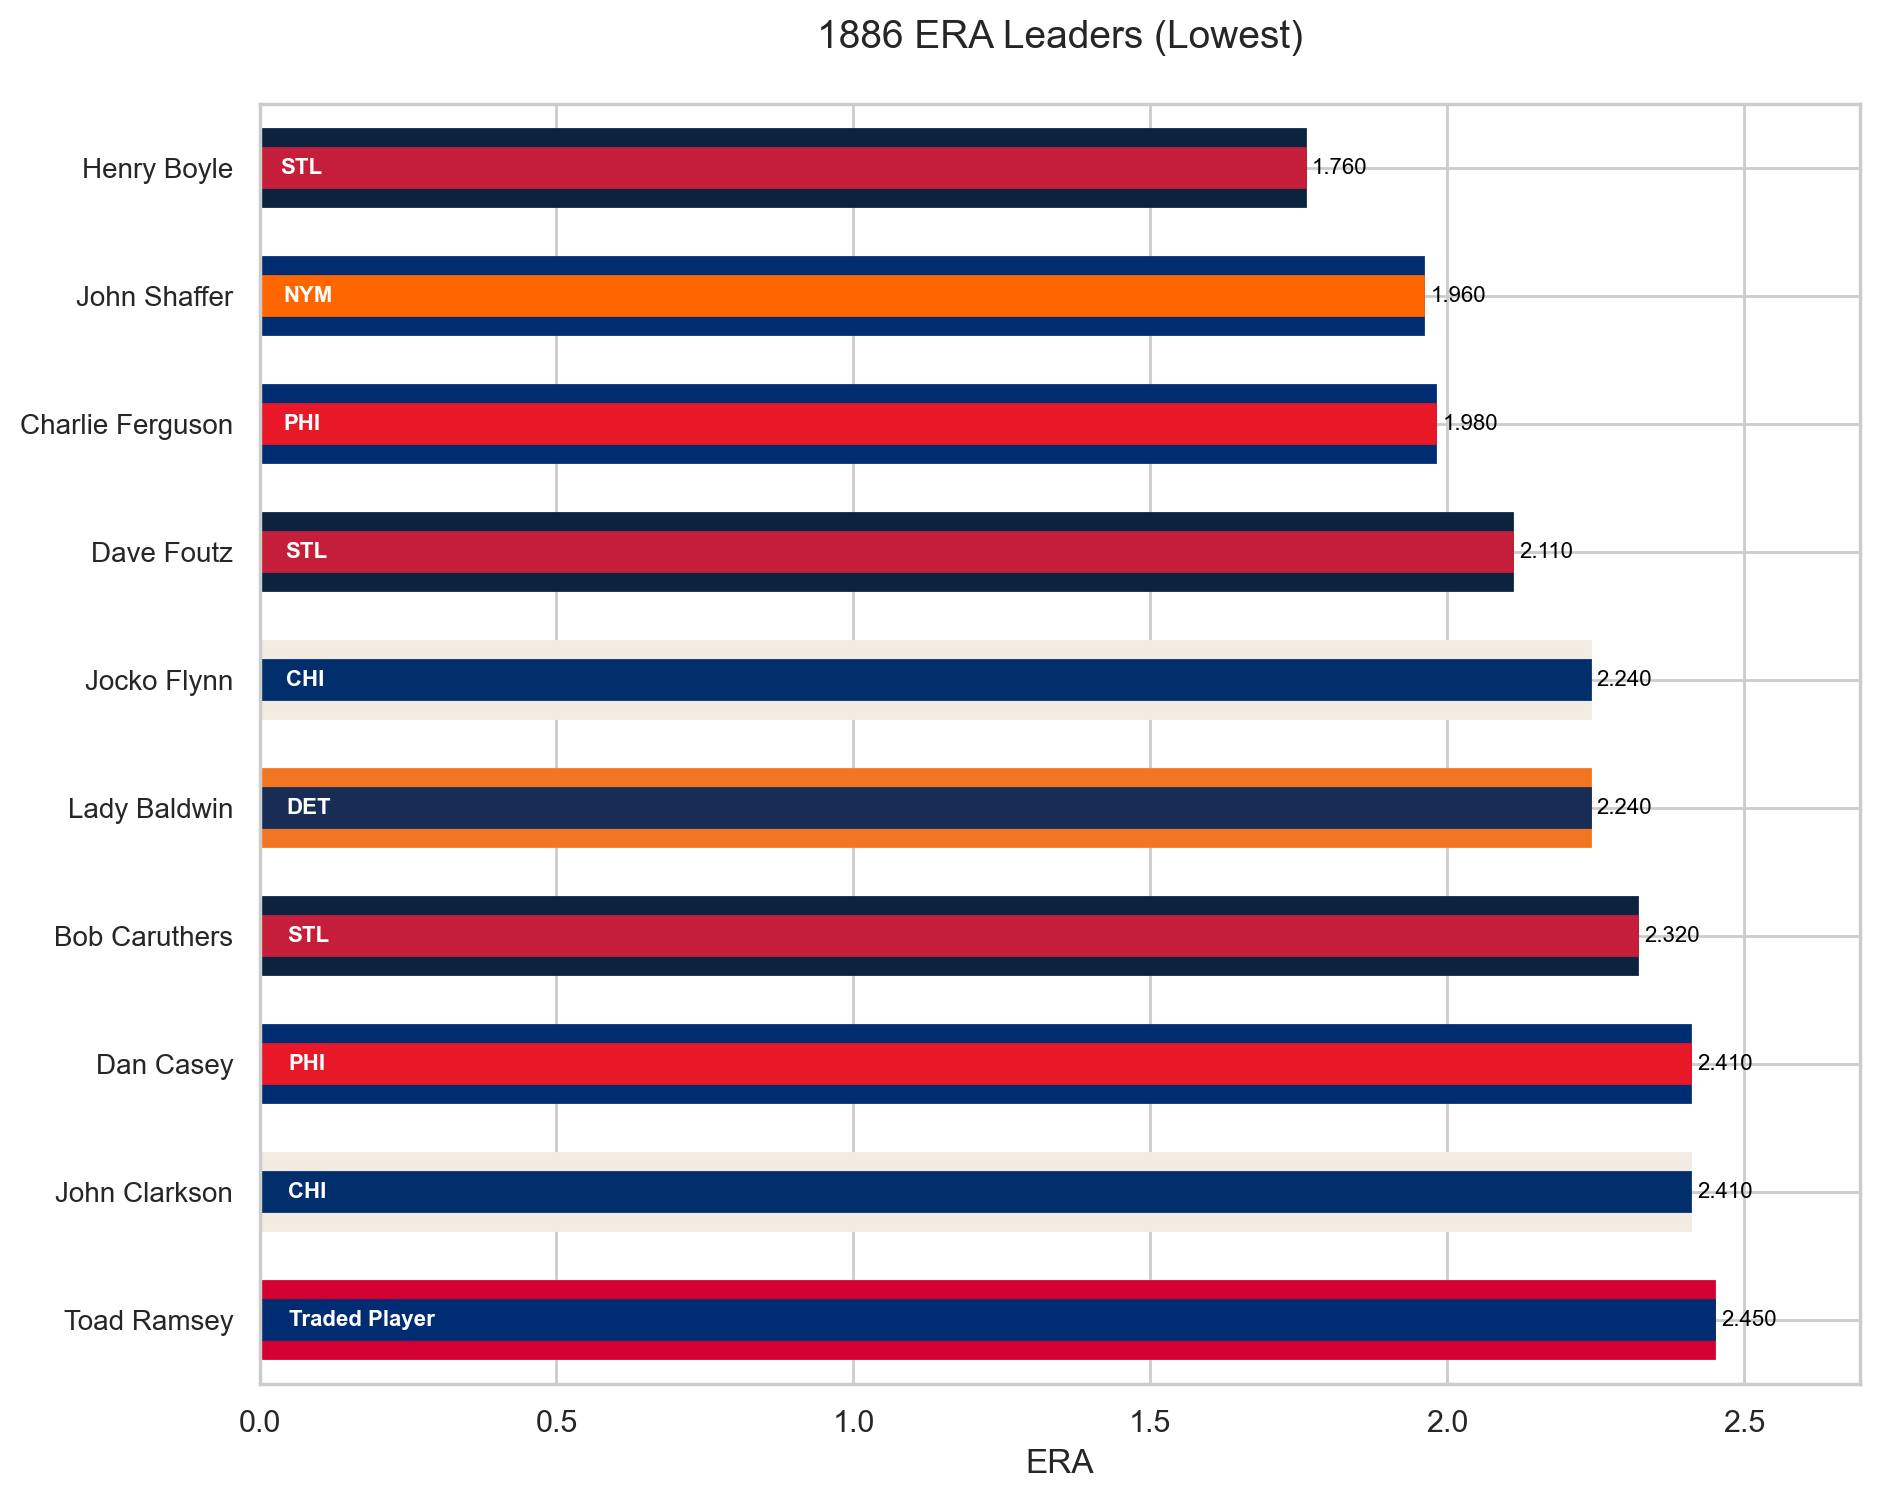 1886 ERA Leaders (Lowest)
Henry Boyle STL 1.760
John Shaffer NYM 1.960
Charlie Ferguson PHI 1.980
Dave Foutz STL 2.110
Jocko Flynn CHI 2.240
Lady Baldwin DET 2.240
Bob Caruthers STL 2.320
Dan Casey PHI 2.410
John Clarkson CHI 2.410
Toad Ramsey Traded Player 2.450
0.0 0.5 1.0 1.5 2.0 2.5
ERA